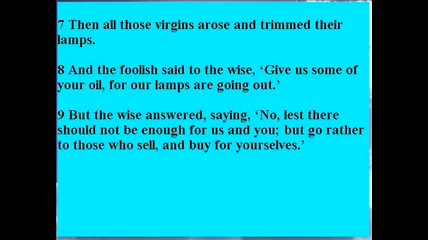 7 Then all those virgins arose and trimmed their
lamps.
8 And the foolish said to the wise, ‘Give us some of
your oil, for our lamps are going out.’
9 But the wise answered, saying, ‘No, lest there
should not be enough for us and you; but go rather
to those who sell, and buy for yourselves.’